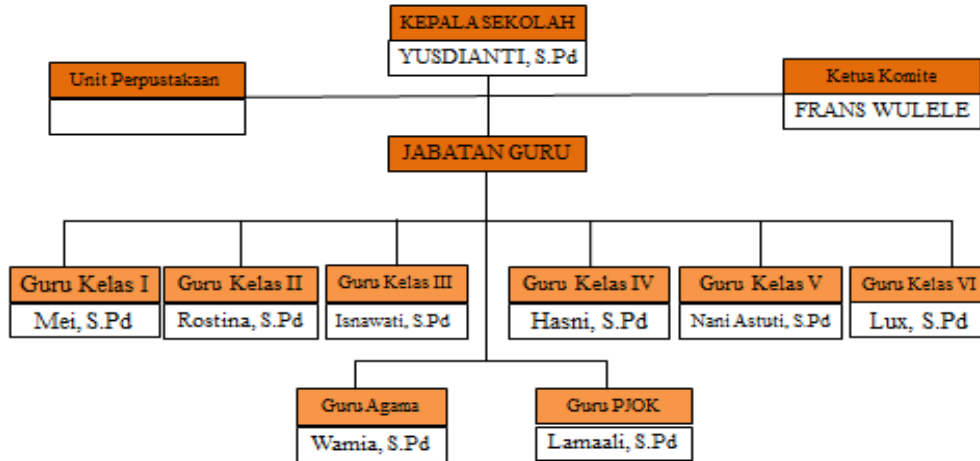 KEPALA SEKOLAH
YUSDIANTI, S.Pd
Unit Perpustakaan
Ketua Komite
FRANS WULELE
JABATAN GURU
Guru Kelas I
Mei, S.Pd
Guru Kelas II
Rostina, S.Pd
Guru Kelas III
Isnawati, S.Pd
Guru Kelas IV
Hasni, S.Pd
Guru Kelas V
Nani Astuti, S.Pd
Guru Kelas VI
Lux, S.Pd
Guru Agama
Wamia, S.Pd
Guru PJOK
Lamaali, S.Pd